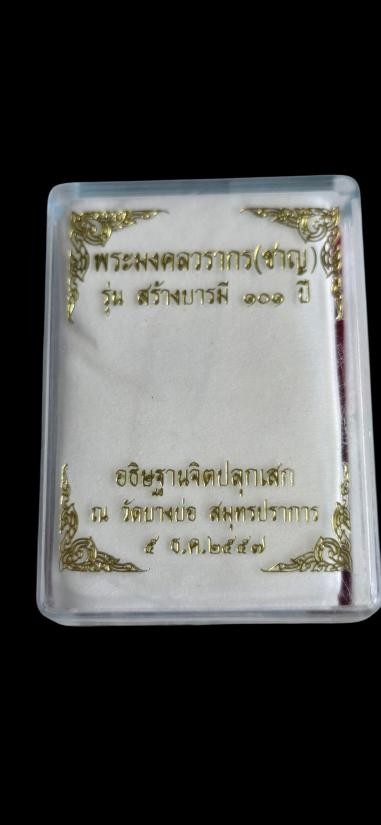 พระมงคลวรากร(ชาญ)
รุ่น สร้างบารมี ๑๐๑ ปี
อธิษฐานจิตปลุกเสก
ณ วัดบางบ่อ สมุทรปราการ
๕ ธ.ค.๒๕๕๗